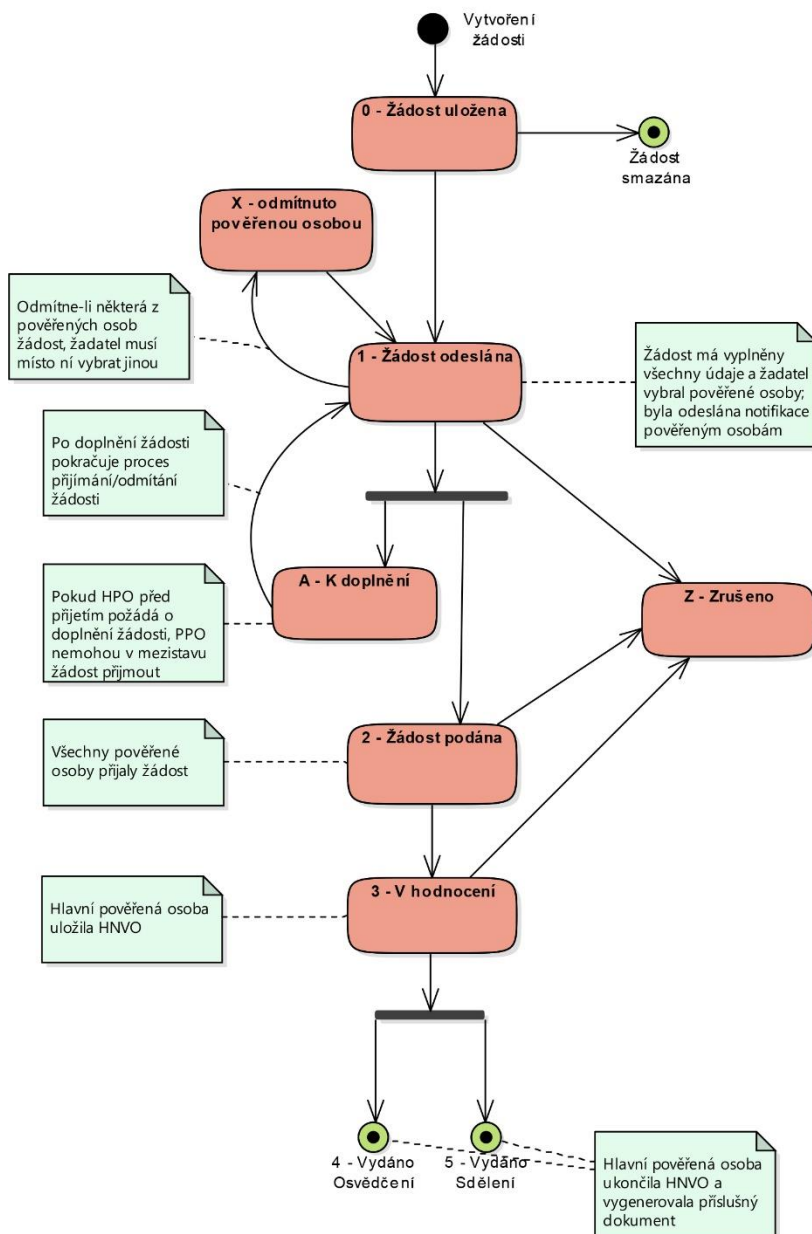 Vytvoření
žádosti
0 - Žádost uložena
Žádost
smazána
X - odmítnuto
pověřenou osobou
Odmítne-li některá z
pověřených osob
žádost, žadatel musí
místo ní vybrat jinou
1 - Žádost odeslána
Žádost má vyplněny
všechny údaje a žadatel
vybral pověřené osoby;
byla odeslána notifikace
pověřeným osobám
Po doplnění žádosti
pokračuje proces
přijímání/odmítání
žádosti
A - K doplnění
Pokud HPO před
přijetím požádá o
doplnění žádosti, PPO
nemohou v mezistavu
žádost přijmout
Z - Zrušeno
2 - Žádost podána
Všechny pověřené
osoby přijaly žádost
3 - V hodnocení
Hlavní pověřená osoba
uložila HNVO
4 - Vydáno
Osvědčení
5 - Vydáno
Sdělení
Hlavní pověřená osoba
ukončila HNVO a
vygenerovala příslušný
dokument